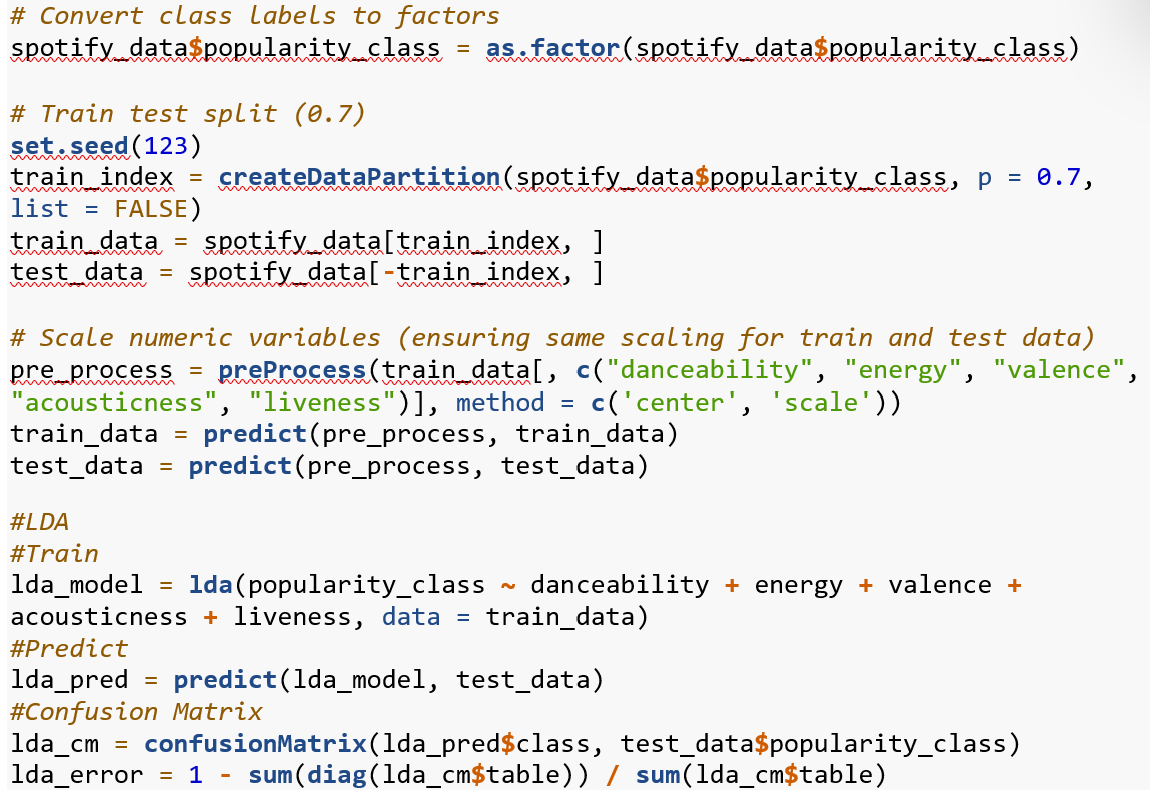 # Convert class labels to factors
spotify_data$popularity_class = as.factor(spotify_data$popularity_class)
# Train test split (0.7)
set.seed(123)
train_index = createDataPartition(spotify_data$popularity_class, p = 0.7,
list = FALSE)
train_data = spotify_data[train_index, ]
test_data = spotify_data[-train_index, ]
# Scale numeric variables (ensuring same scaling for train and test data)
pre_process = preProcess(train_data[, c("danceability", "energy", "valence",
"acousticness", "liveness")], method = c('center', 'scale'))
train_data = predict(pre_process, train_data)
test_data = predict(pre_process, test_data)
#LDA
#Train
lda_model = lda(popularity_class ~ danceability + energy + valence +
acousticness + liveness, data = train_data)
#Predict
lda_pred = predict(lda_model, test_data)
#Confusion Matrix
lda_cm = confusionMatrix(lda_pred$class, test_data$popularity_class)
lda_error = 1 - sum(diag(lda_cm$table)) / sum(lda_cm$table)